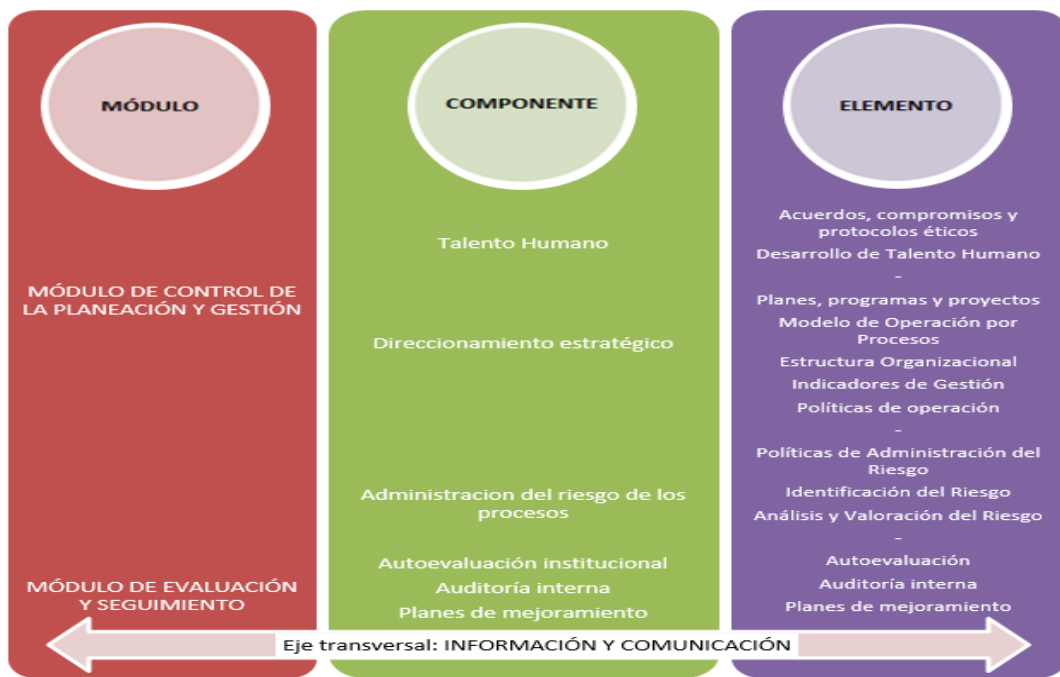 MÓDULO
MÓDULO DE CONTROL DE
LA PLANEACIÓN Y GESTIÓN
MÓDULO DE EVALUACIÓN
Y SEGUIMIENTO
COMPONENTE
Talento Humano
Direccionamiento estratégico
Administracion del riesgo de los
procesos
Autoevaluación institucional
Auditoría interna
Planes de mejoramiento
ELEMENTO
Acuerdos, compromisos y
protocolos éticos
Desarrollo de Talento Humano
-
Planes, programas y proyectos
Modelo de Operación por
Procesos
Estructura Organizacional
Indicadores de Gestión
Políticas de operación
-
Políticas de Administración del
Riesgo
Identificación del Riesgo
Análisis y Valoración del Riesgo
-
Autoevaluación
Auditoría interna
Planes de mejoramiento
Eje transversal: INFORMACIÓN Y COMUNICACIÓN